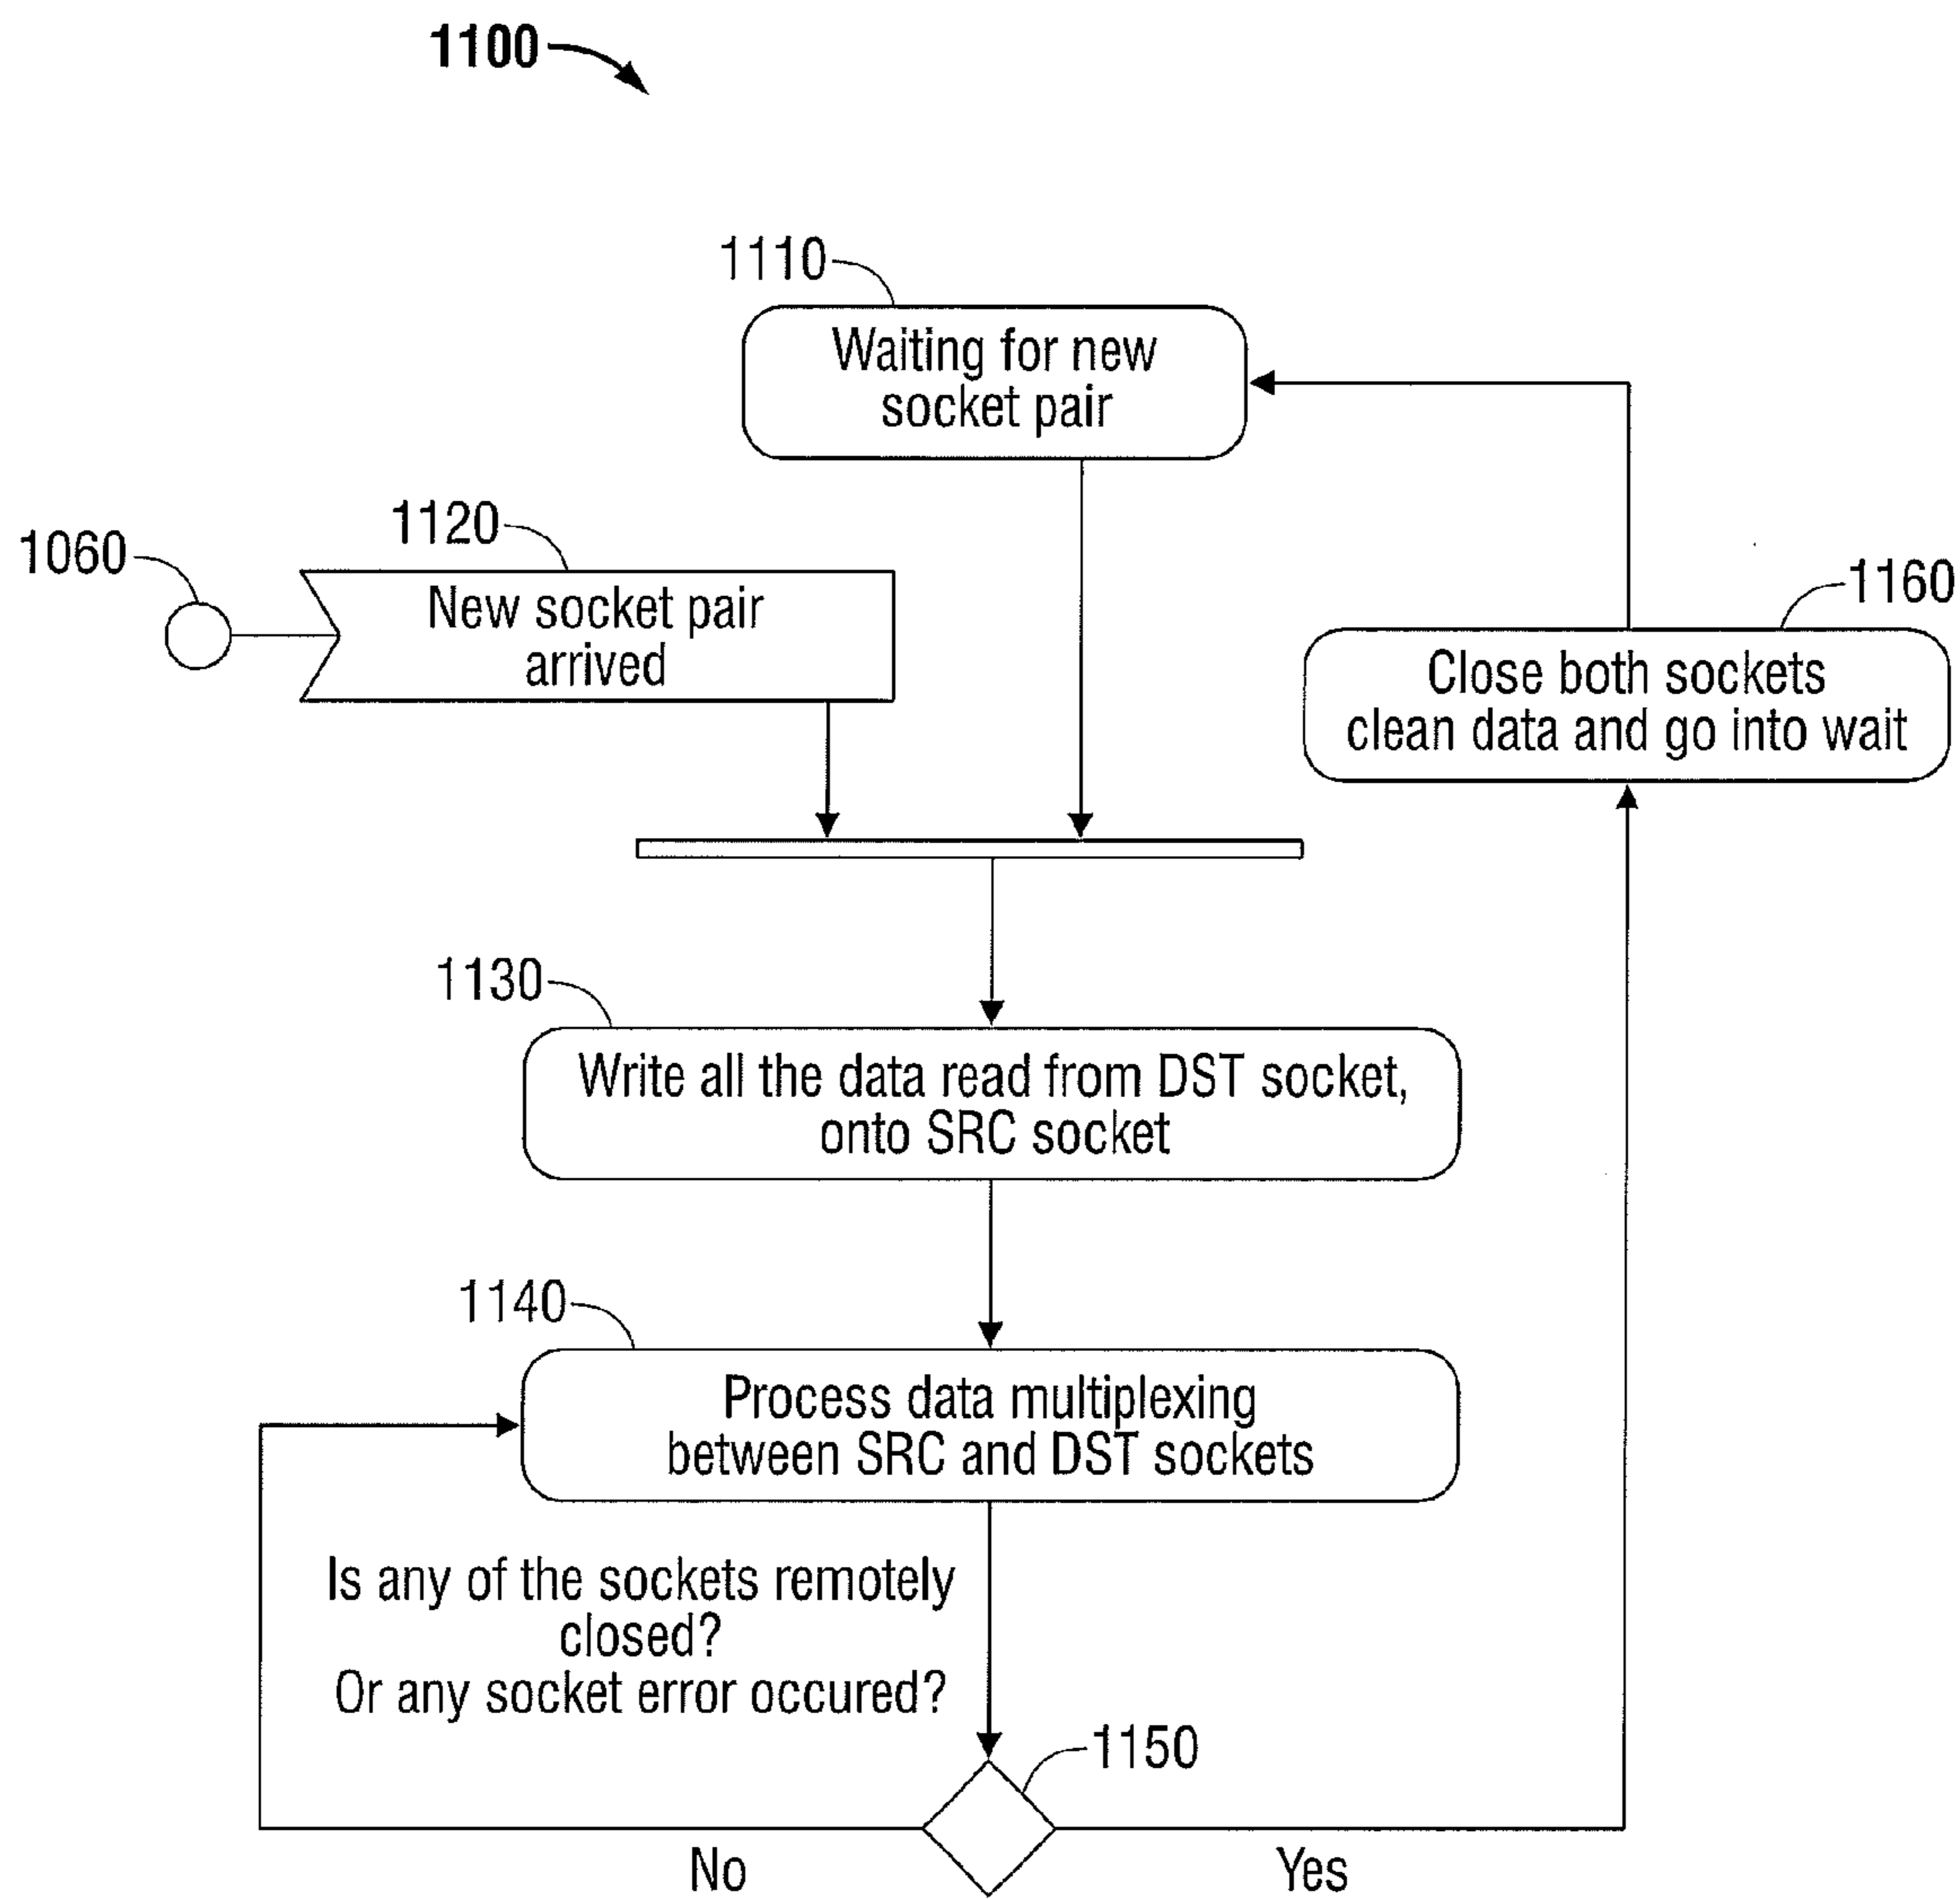 1100
1110
Waiting for new
socket pair
1120
1060
New socket pair
arrived
1160
Close both sockets
clean data and go into wait
1130
Write all the data read from DST socket,
onto SRC socket
1140
Process data multiplexing
between SRC and DST sockets
Is any of the sockets remotely
closed?
Or any socket error occured?
1150
No
Yes